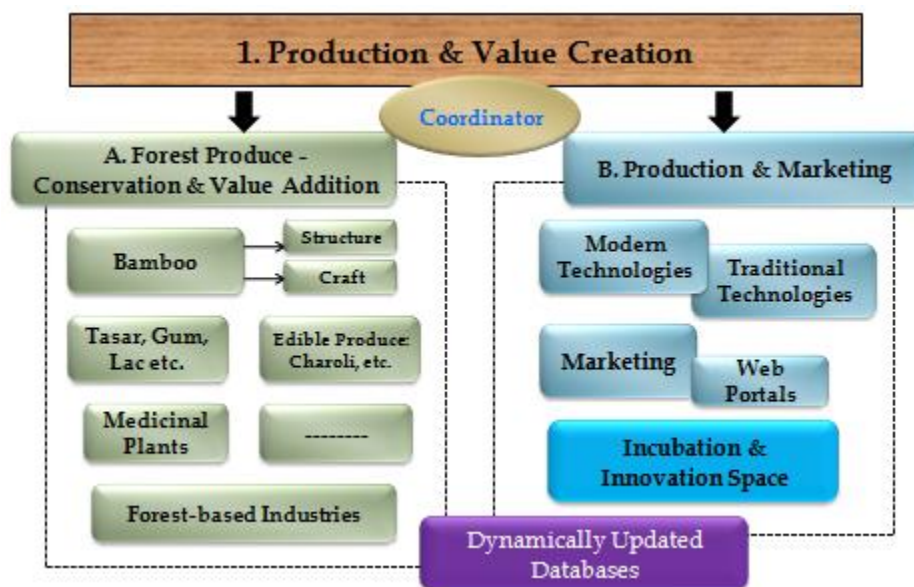 1. Production & Value Creation
Coordinator
A. Forest Produce -
Conservation & Value Addition
Bamboo
Structure
Craft
Tasar, Gum,
Lac etc.
Edible Produce:
Charoli, etc.
Medicinal
Plants
--------
Forest-based Industries
B. Production & Marketing
Modern
Technologies
Traditional
Technologies
Marketing
Web
Portals
Incubation &
Innovation Space
Dynamically Updated
Databases